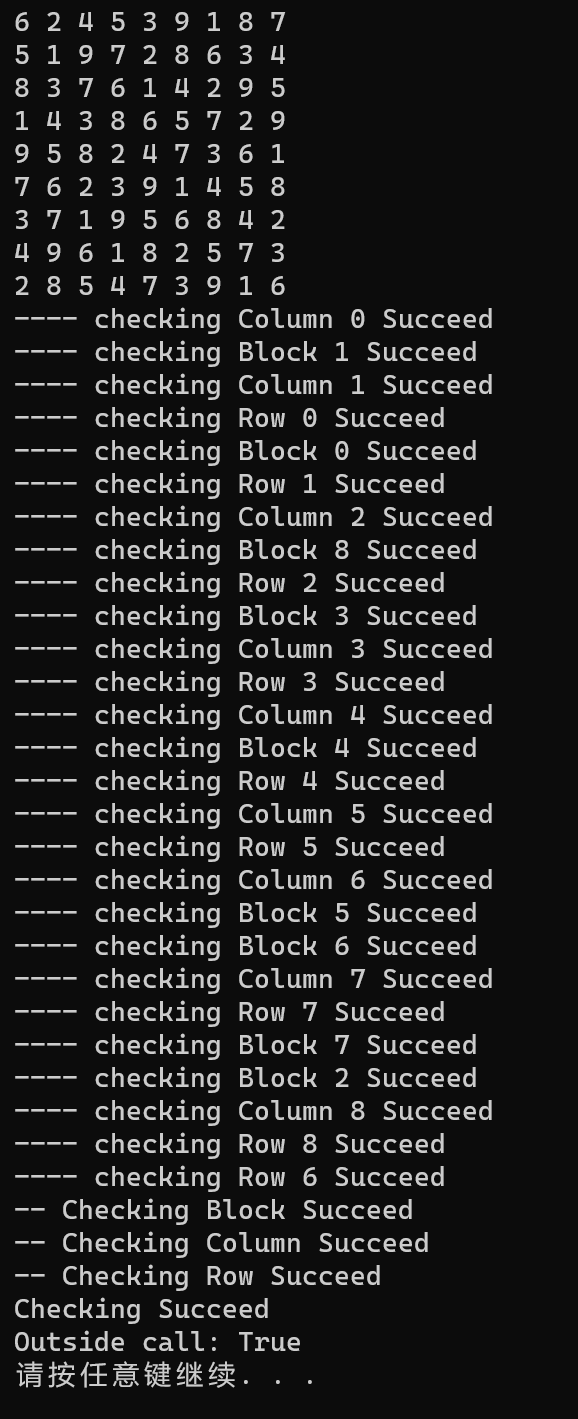 6 2 4 5 3 9 1 8 7
5 1 9 7 2 8 6 3 4
8 3 7 6 1 4 2 9 5
1 4 3 8 6 5 7 2 9
9 5 8 2 4 7 3 6 1
7 6 2 3 9 1 4 5 8
3 7 1 9 5 6 8 4 2
4 9 6 1 8 2 5 7 3
2 8 5 4 7 3 9 1 6
---- checking Column 0 Succeed
---- checking Block 1 Succeed
---- checking Column 1 Succeed
---- checking Row 0 Succeed
---- checking Block 0 Succeed
---- checking Row 1 Succeed
---- checking Column 2 Succeed
---- checking Block 8 Succeed
---- checking Row 2 Succeed
---- checking Block 3 Succeed
---- checking Column 3 Succeed
---- checking Row 3 Succeed
---- checking Column 4 Succeed
---- checking Block 4 Succeed
---- checking Row 4 Succeed
---- checking Column 5 Succeed
---- checking Row 5 Succeed
---- checking Column 6 Succeed
---- checking Block 5 Succeed
---- checking Block 6 Succeed
---- checking Column 7 Succeed
---- checking Row 7 Succeed
---- checking Block 7 Succeed
---- checking Block 2 Succeed
---- checking Column 8 Succeed
---- checking Row 8 Succeed
---- checking Row 6 Succeed
-- Checking Block Succeed
-- Checking Column Succeed
-- Checking Row Succeed
Checking Succeed
Outside call: True
请按任意键继续. . .